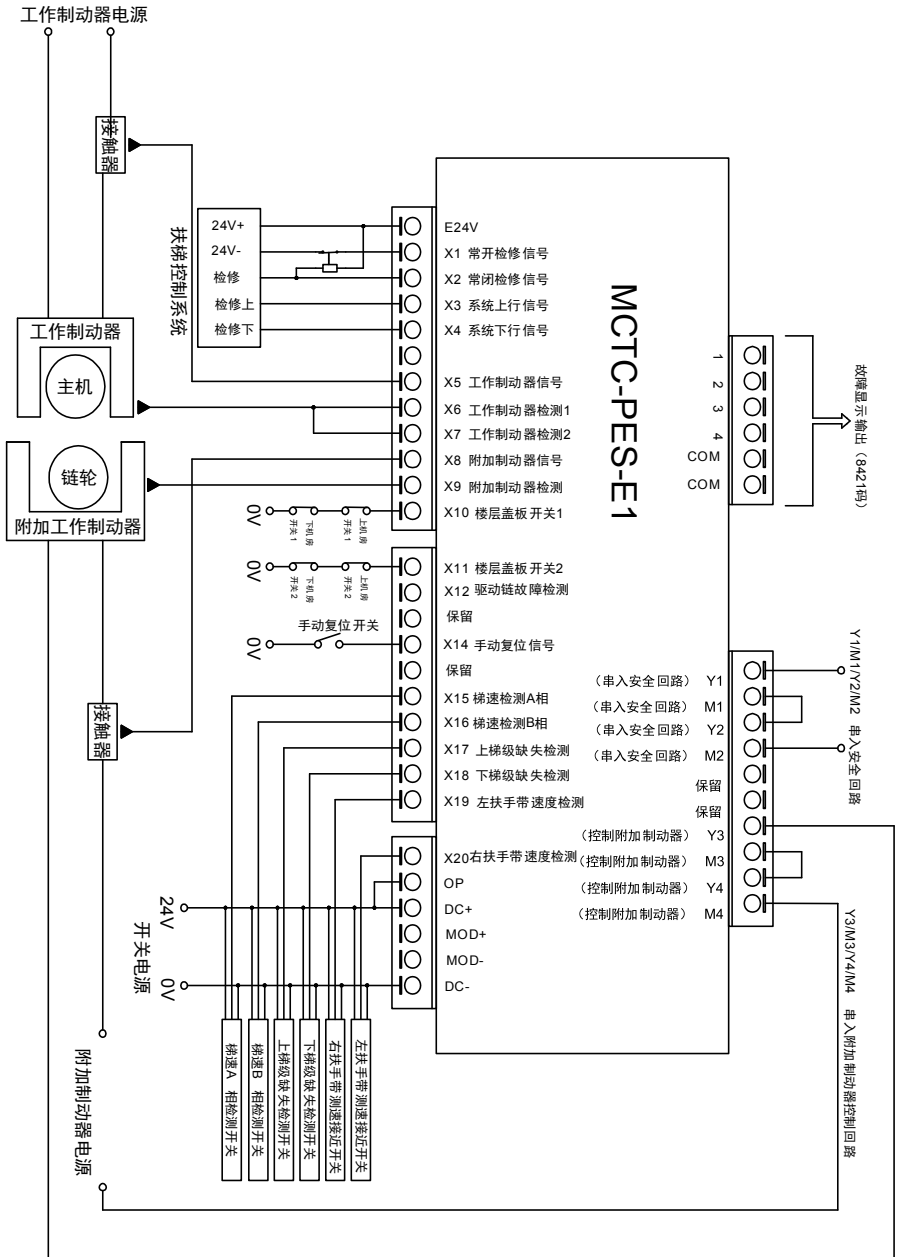 工作制动器电源
接触器
扶梯控制系统
24V+
24V-
检修
检修上
检修下
工作制动器
主机
链轮
附加工作制动器
接触器
附加制动器电源
MCTC-PES-E1
E24V
X1 常开检修信号
X2 常闭检修信号
X3 系统上行信号
X4 系统下行信号
X5 工作制动器信号
X6 工作制动器检测1
X7 工作制动器检测2
X8 附加制动器信号
X9 附加制动器检测
X10 楼层盖板开关1
0V
开关1
下机房
开关1
上机房
X11 楼层盖板开关2
0V
开关2
下机房
开关2
上机房
X12 驱动链故障检测
保留
手动复位开关
0V
X14 手动复位信号
保留
X15 梯速检测A相
X16 梯速检测B相
X17 上梯级缺失检测
X18 下梯级缺失检测
X19 左扶手带速度检测
X20右扶手带速度检测
OP
DC+
MOD+
MOD-
DC-
24V
开关电源
0V
梯速A 相检测开关
梯速B 相检测开关
上梯级缺失检测开关
下梯级缺失检测开关
右扶手带测速接近开关
左扶手带测速接近开关
1
2
3
4
COM
COM
故障显示输出（8421码）
（串入安全回路） Y1
（串入安全回路） M1
（串入安全回路） Y2
（串入安全回路） M2
保留
保留
（控制附加制动器） Y3
（控制附加制动器） M3
（控制附加制动器） Y4
（控制附加制动器） M4
Y1/M1/Y2/M2 串入安全回路
Y3/M3/Y4/M4 串入附加制动器控制回路